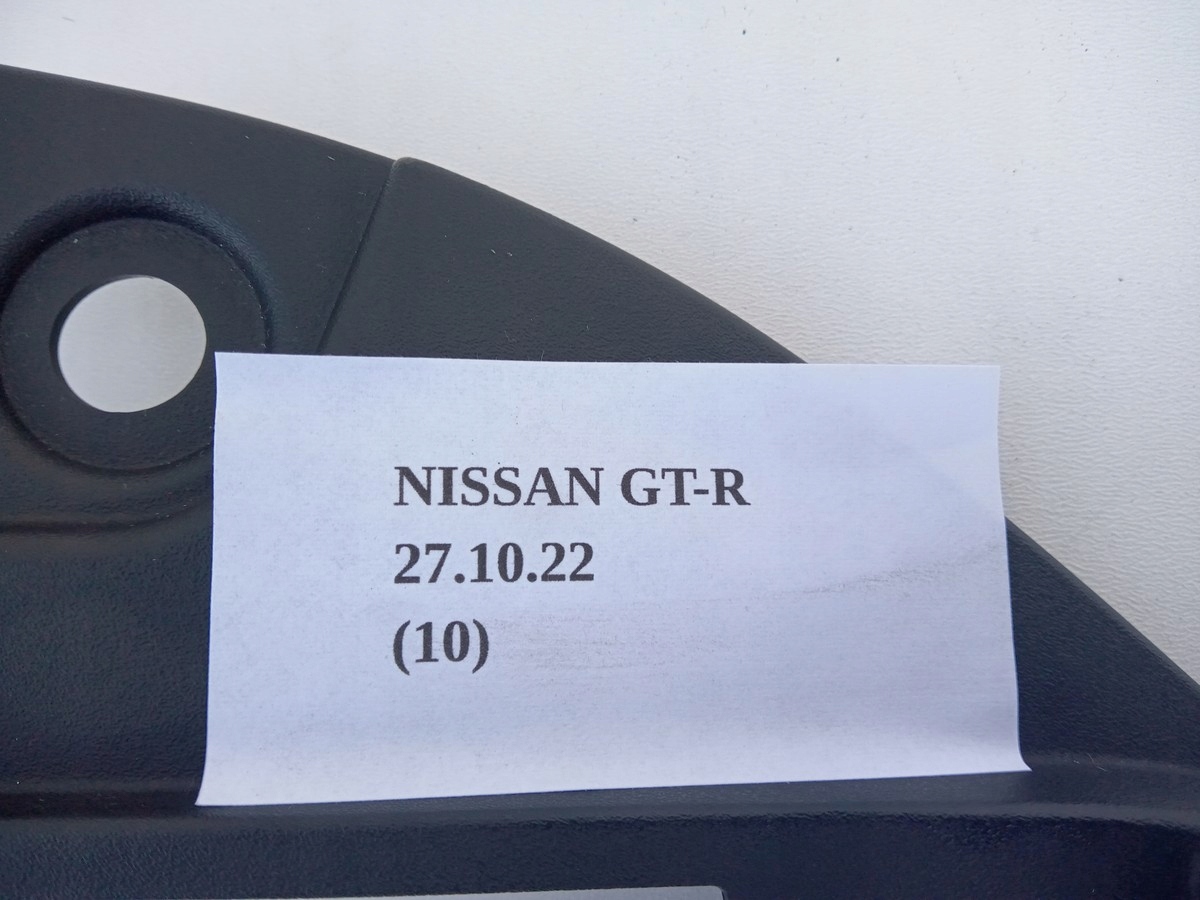 NISSAN GT-R
27.10.22
(10)